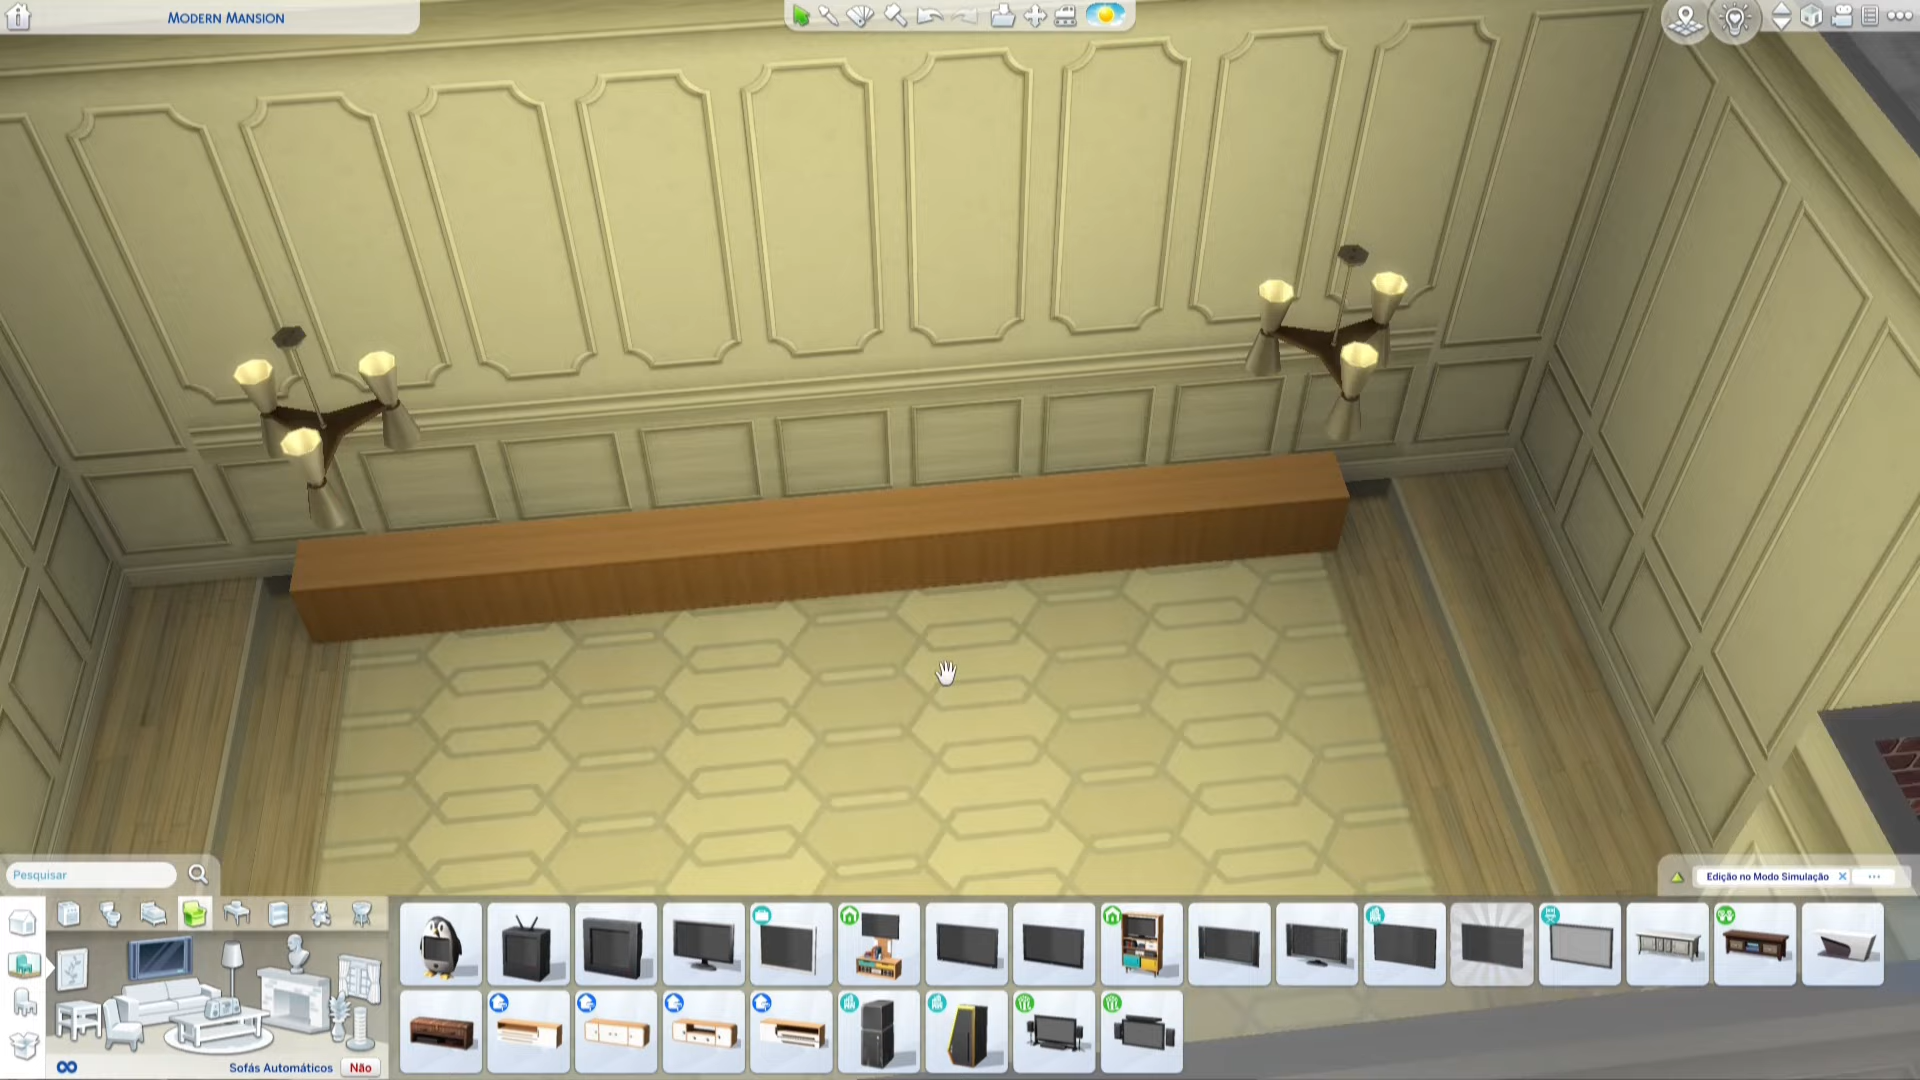 MODERN MANSION
Pesquisar
Edição no Modo Simulação
Sofás Automáticos Não